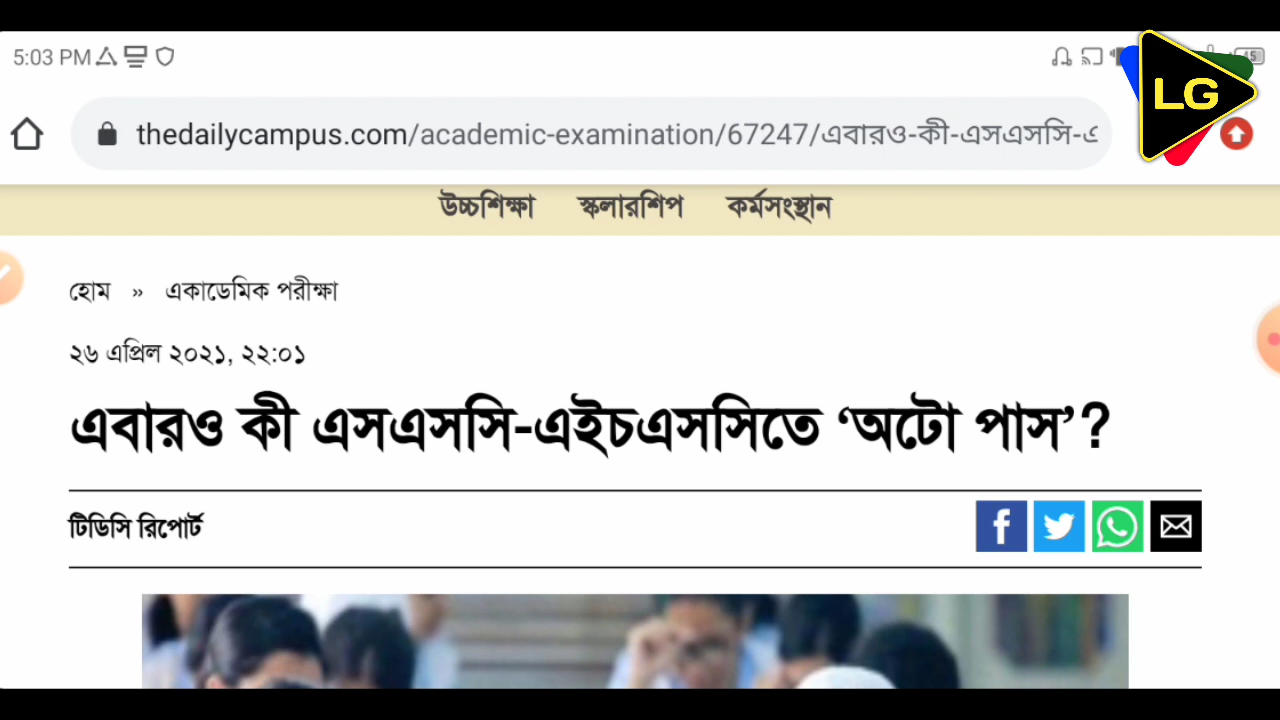 5:03 PM
LG
45
thedailycampus.com/academic-examination/67247/এবারও-কী-এসএসসি-এ
উচ্চশিক্ষা স্কলারশিপ কর্মসংস্থান
হোম » একাডেমিক পরীক্ষা
২৬ এপ্রিল ২০২১, ২২:০১
এবারও কী এসএসসি-এইচএসসিতে ‘অটো পাস’?
টিডিসি রিপোর্ট